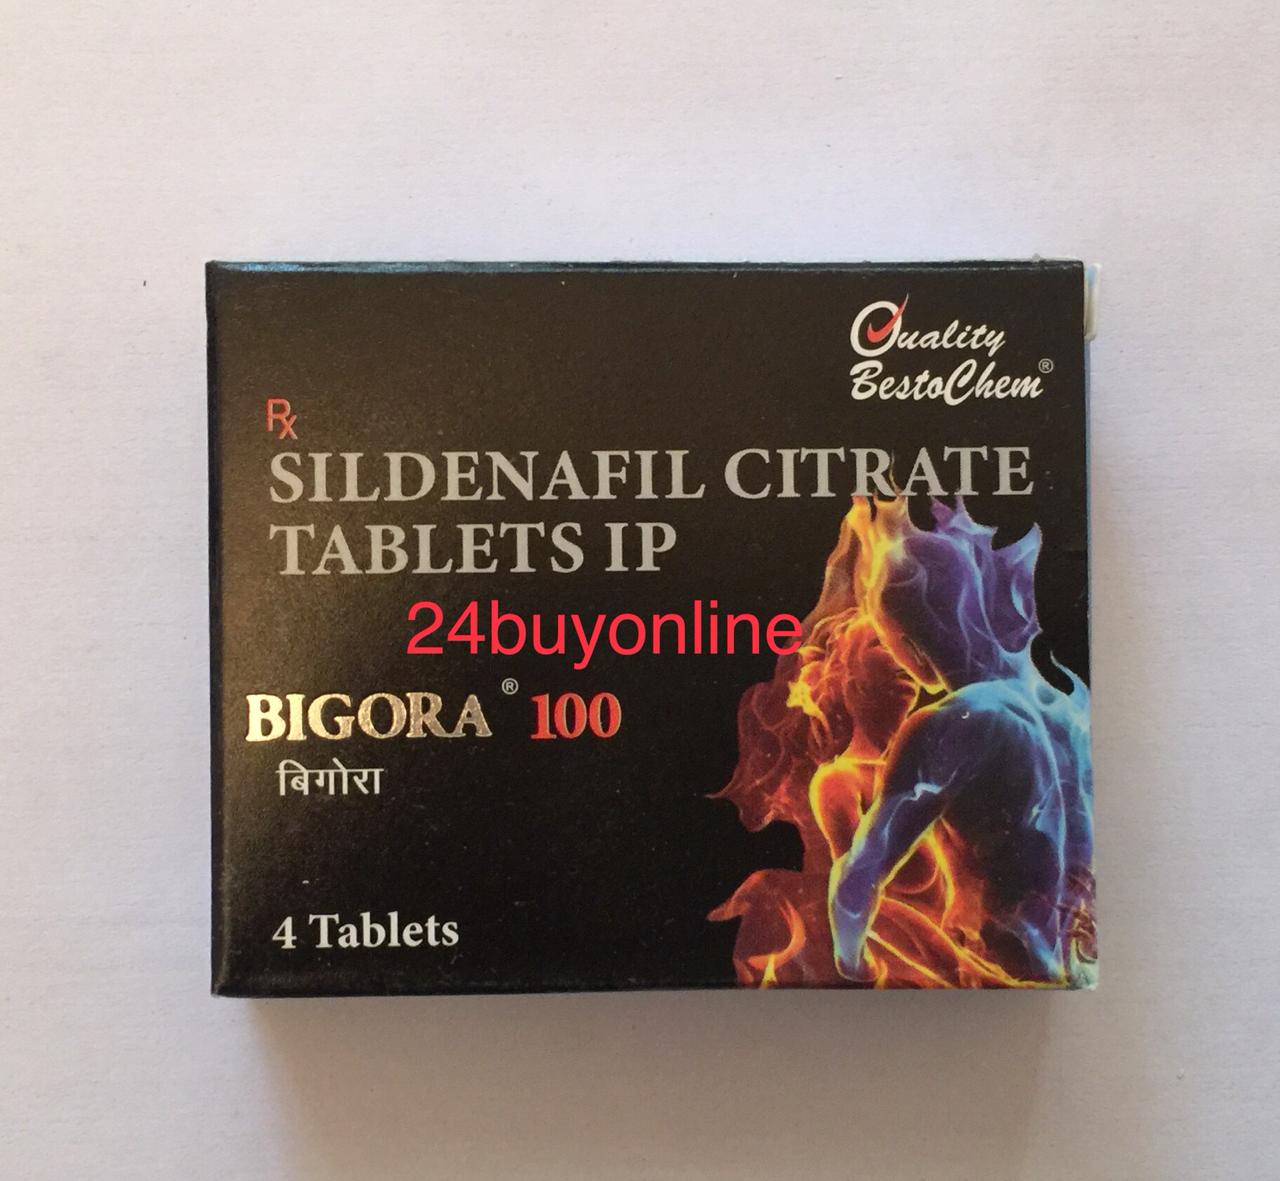 Quality
BestoChem®
Rx
SILDENAFIL CITRATE
TABLETS IP
24buyonline
BIGORA® 100
बिगोरा
4 Tablets